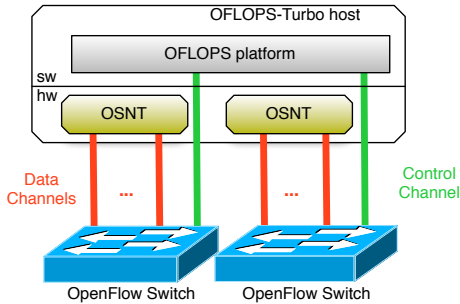 OFLOPS-Turbo host
OFLOPS platform
sw
hw
OSNT
OSNT
Data
Channels
...
...
Control
Channel
OpenFlow Switch
OpenFlow Switch